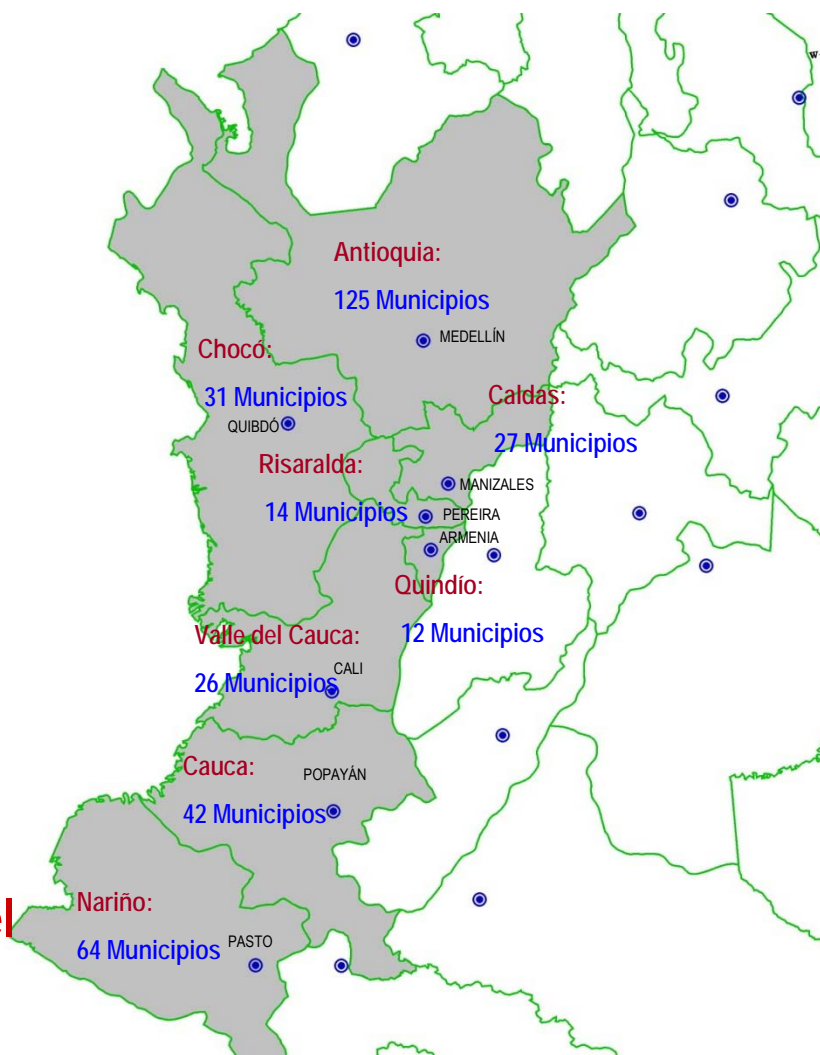 Antioquia:
125 Municipios
MEDELLÍN
Chocó:
31 Municipios
QUIBDÓ
Caldas:
27 Municipios
Risaralda:
14 Municipios
MANIZALES
PEREIRA
ARMENIA
Quindío:
12 Municipios
Valle del Cauca:
26 Municipios
CALI
Cauca:
42 Municipios
POPAYÁN
Nariño:
64 Municipios
PASTO